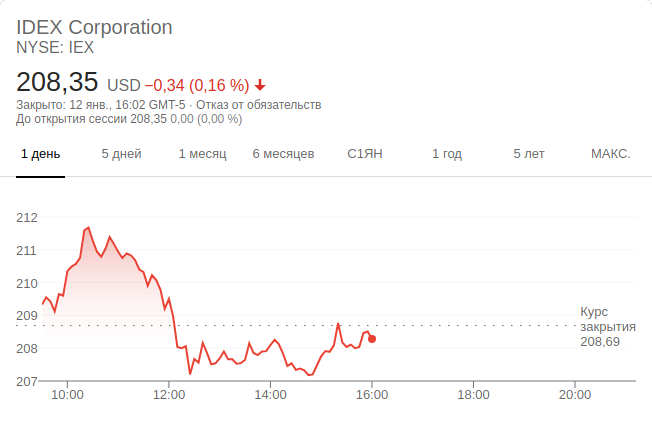 IDEX Corporation
NYSE: IEX
208,35 USD −0,34 (0,16 %)
Закрыто: 12 янв., 16:02 GMT-5 · Отказ от обязательств
До открытия сессии 208,35 0,00 (0,00 %)
1 день 5 дней 1 месяц 6 месяцев С1ЯН 1 год 5 лет МАКС.
212
211
210
209
208
207
Курс
закрытия
208,69
10:00 12:00 14:00 16:00 18:00 20:00